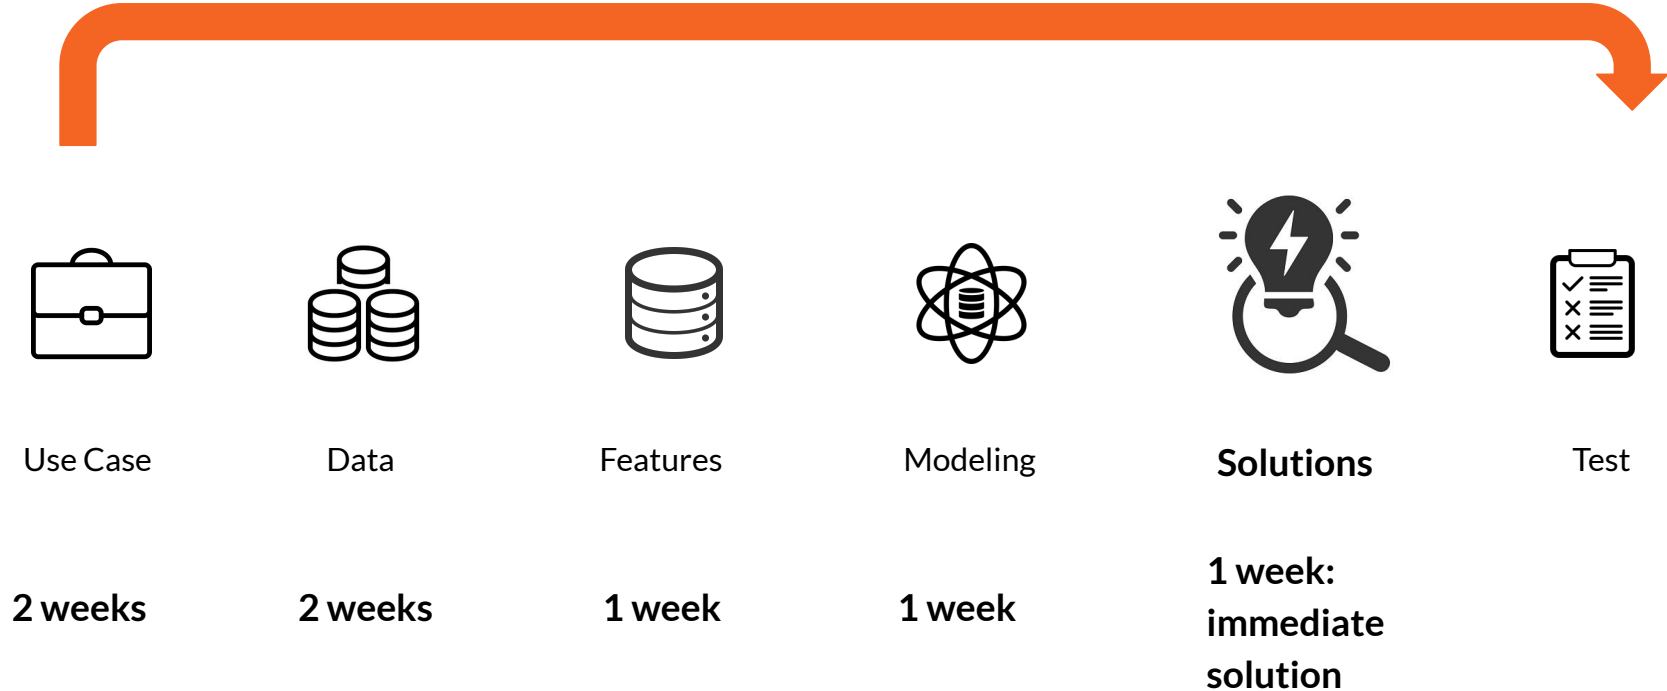 Use Case
Data
Features
Modeling
Solutions
Test
2 weeks
2 weeks
1 week
1 week
1 week:
immediate
solution